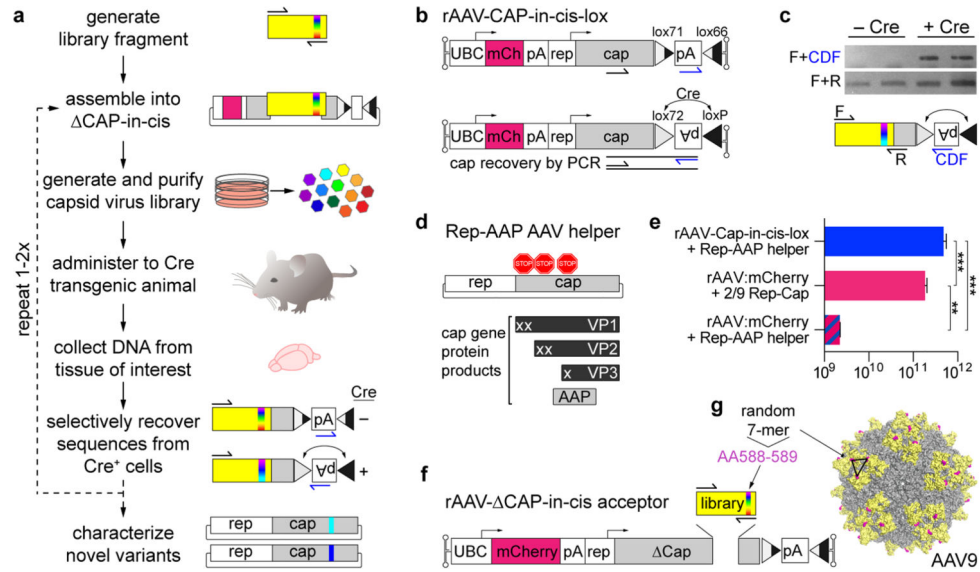 a
generate
library fragment
assemble into
ΔCAP-in-cis
generate and purify
capsid virus library
administer to Cre
transgenic animal
collect DNA from
tissue of interest
selectively recover
sequences from
Cre⁺ cells
characterize
novel variants
repeat 1-2x
Cre
pA
−
pA
+
rep cap
rep cap
b
rAAV-CAP-in-cis-lox
lox71 lox66
UBC mCh pA rep cap pA
Cre
lox72 loxP
UBC mCh pA rep cap pA
cap recovery by PCR
c
− Cre + Cre
F+CDF
F+R
F
R
pA
CDF
d
Rep-AAP AAV helper
STOP STOP STOP
rep cap
cap gene
protein
products
xx VP1
xx VP2
x VP3
AAP
e
rAAV-Cap-in-cis-lox
+ Rep-AAP helper
rAAV:mCherry
+ 2/9 Rep-Cap
rAAV:mCherry
+ Rep-AAP helper
***
**
***
10⁹ 10¹⁰ 10¹¹ 10¹²
f
rAAV-ΔCAP-in-cis acceptor
UBC mCherry pA rep ΔCap
library
pA
g
random
7-mer
AA588-589
AAV9